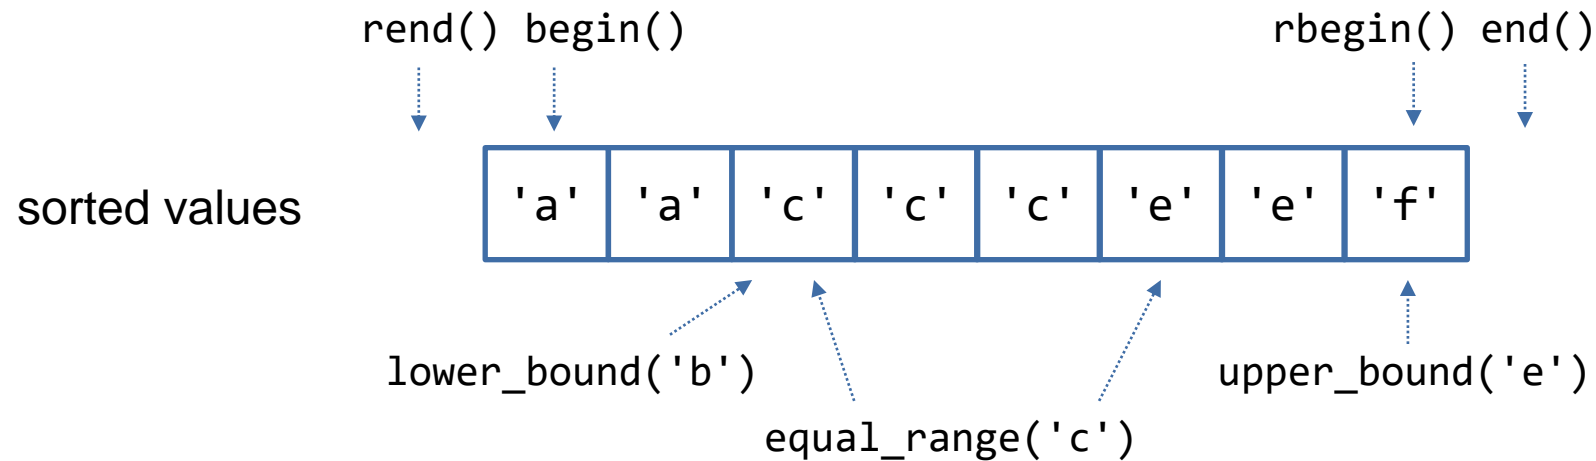 rend() begin() rbegin() end()
sorted values 'a' 'a' 'c' 'c' 'c' 'e' 'e' 'f'
lower_bound('b') upper_bound('e')
equal_range('c')